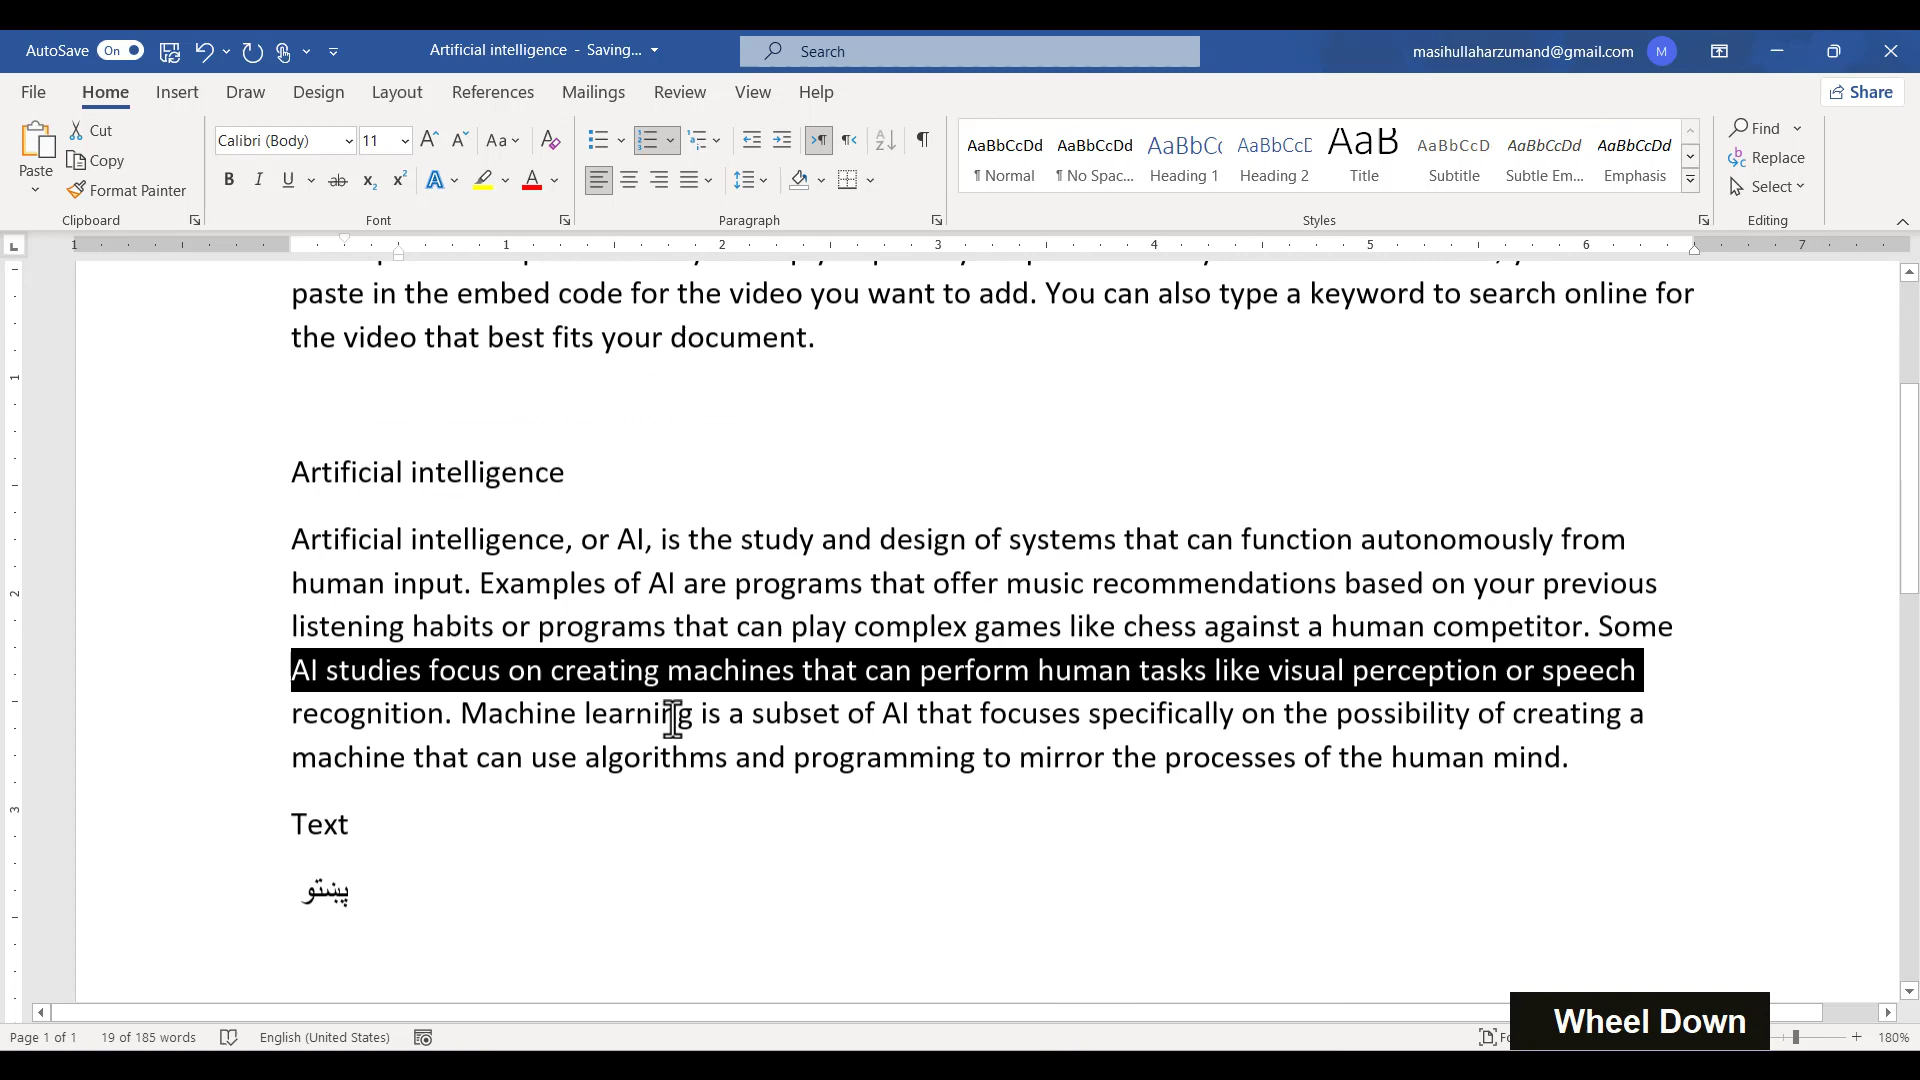 AutoSave On Artificial intelligence - Saving... Search masihullaharzumand@gmail.com M
File Home Insert Draw Design Layout References Mailings Review View Help Share
Paste Cut Copy Format Painter
Clipboard
Calibri (Body) 11
Font
Paragraph
AaBbCcDd AaBbCcDd AaBbCc AaBbCcD AaB AaBbCcD AaBbCcDd AaBbCcDd
¶ Normal ¶ No Spac... Heading 1 Heading 2 Title Subtitle Subtle Em... Emphasis
Styles
Find
Replace
Select
Editing
1 1 2 3 4 5 6 7
paste in the embed code for the video you want to add. You can also type a keyword to search online for
the video that best fits your document.
Artificial intelligence
Artificial intelligence, or AI, is the study and design of systems that can function autonomously from
human input. Examples of AI are programs that offer music recommendations based on your previous
listening habits or programs that can play complex games like chess against a human competitor. Some
AI studies focus on creating machines that can perform human tasks like visual perception or speech
recognition. Machine learning is a subset of AI that focuses specifically on the possibility of creating a
machine that can use algorithms and programming to mirror the processes of the human mind.
Text
پښتو
Wheel Down
Page 1 of 1 19 of 185 words English (United States) 180%